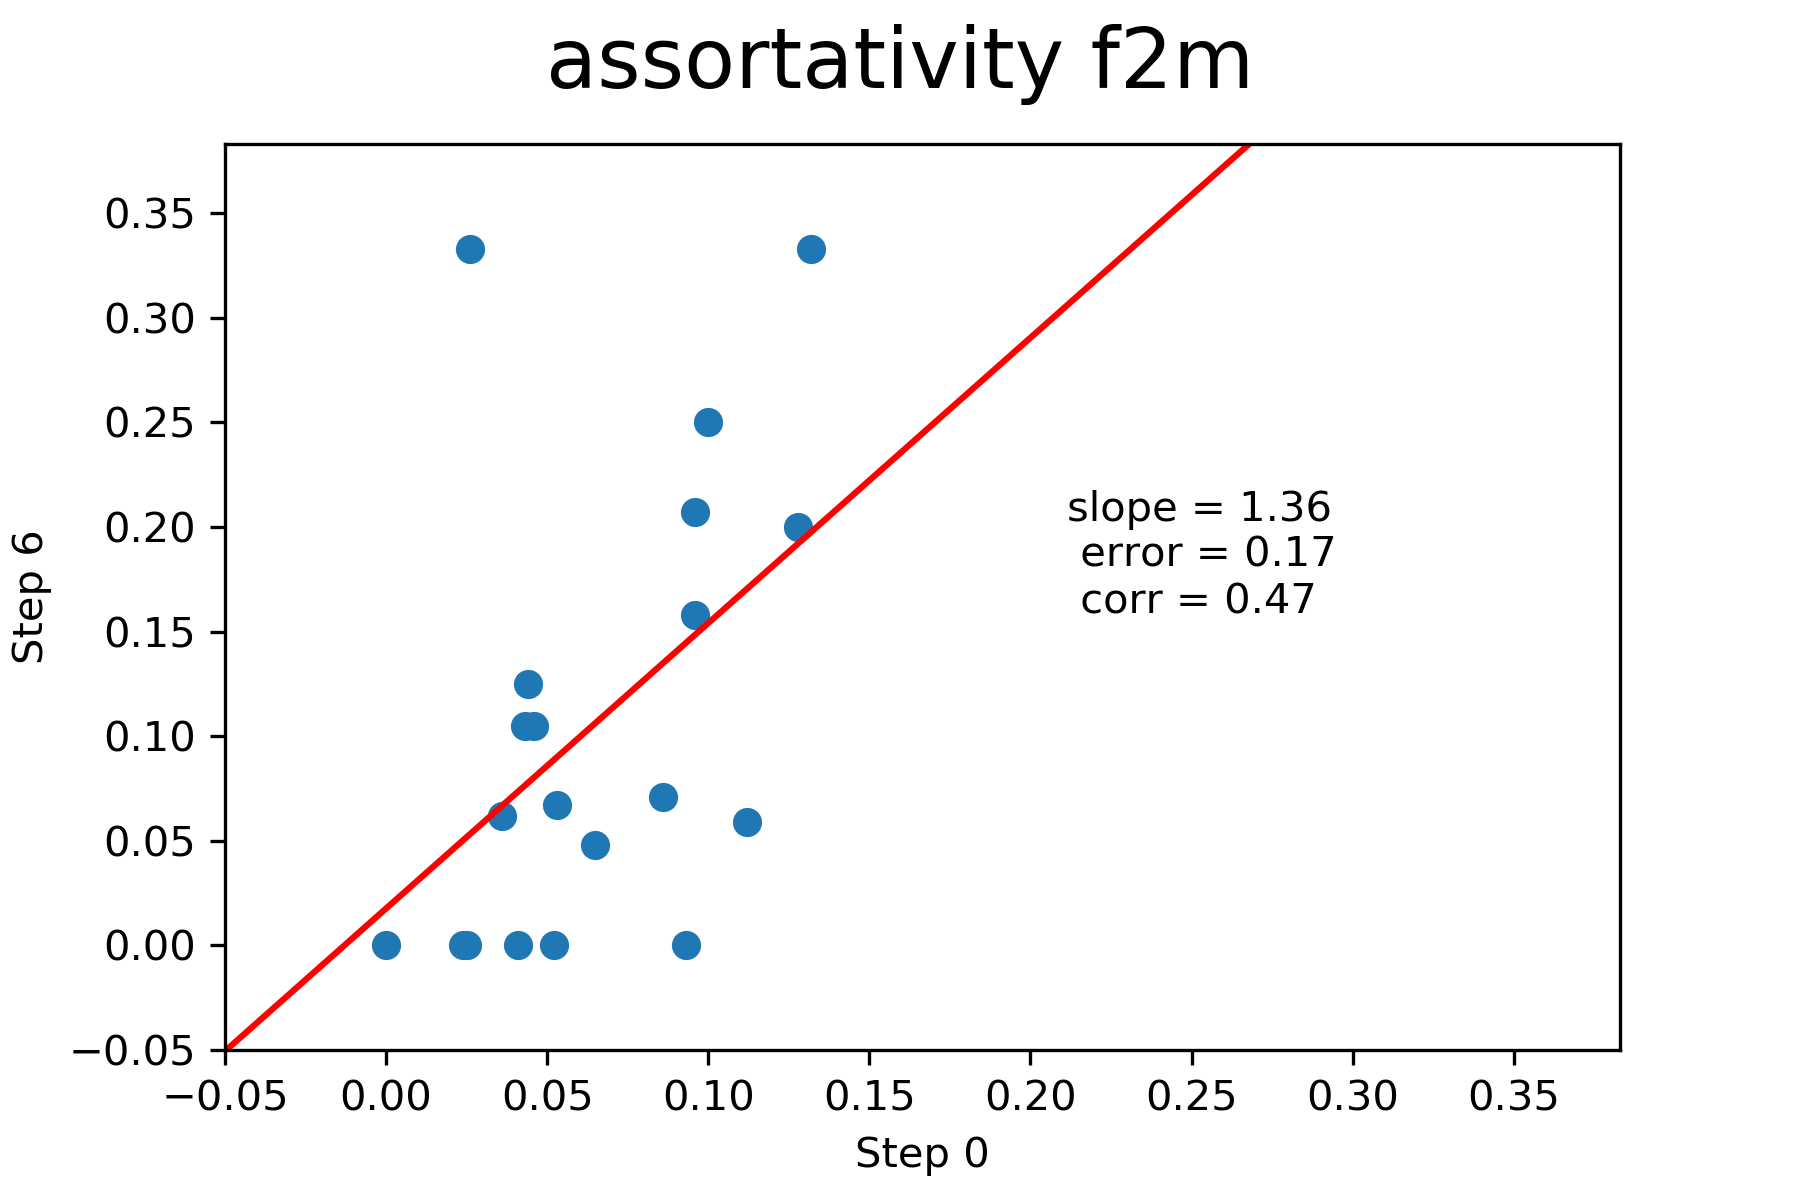 assortativity f2m
0.35
0.30
0.25
0.20
0.15
0.10
0.05
0.00
−0.05
Step 6
slope = 1.36
error = 0.17
corr = 0.47
−0.05 0.00 0.05 0.10 0.15 0.20 0.25 0.30 0.35
Step 0